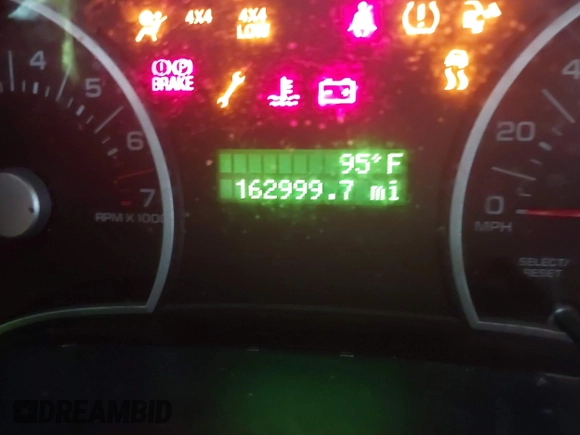 4X4
4X4
LOW
BRAKE
4
5
6
7
RPM X 1000
95°F
162999.7 mi
4
20
0
MPH
SELECT/
RESET
DREAMBID